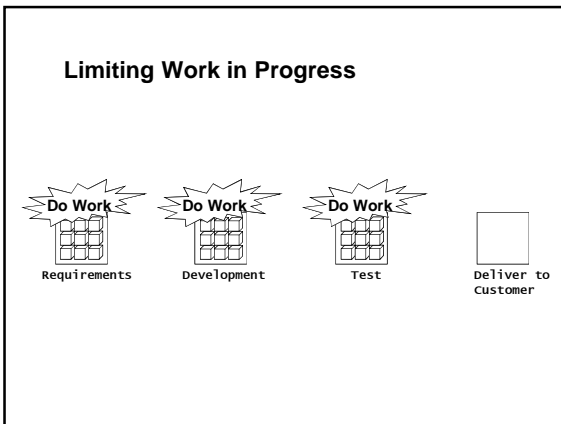 Limiting Work in Progress
Do Work Do Work Do Work
Requirements Development Test Deliver to
Customer